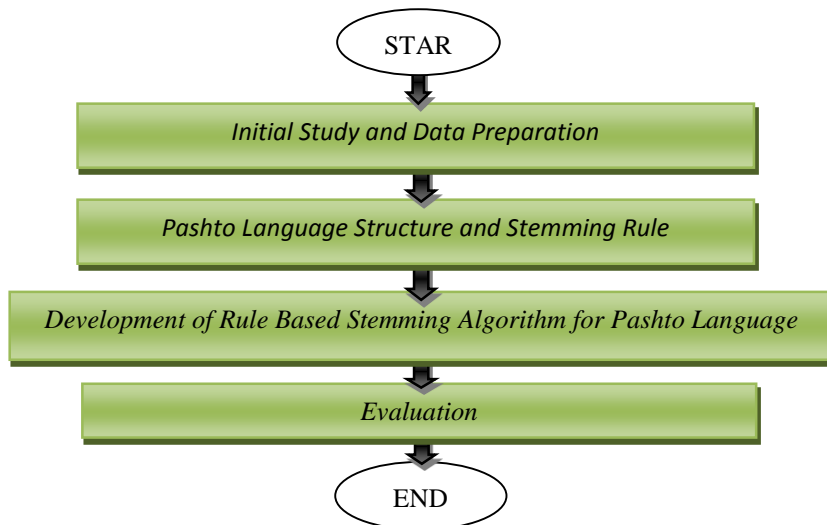 STAR
Initial Study and Data Preparation
Pashto Language Structure and Stemming Rule
Development of Rule Based Stemming Algorithm for Pashto Language
Evaluation
END